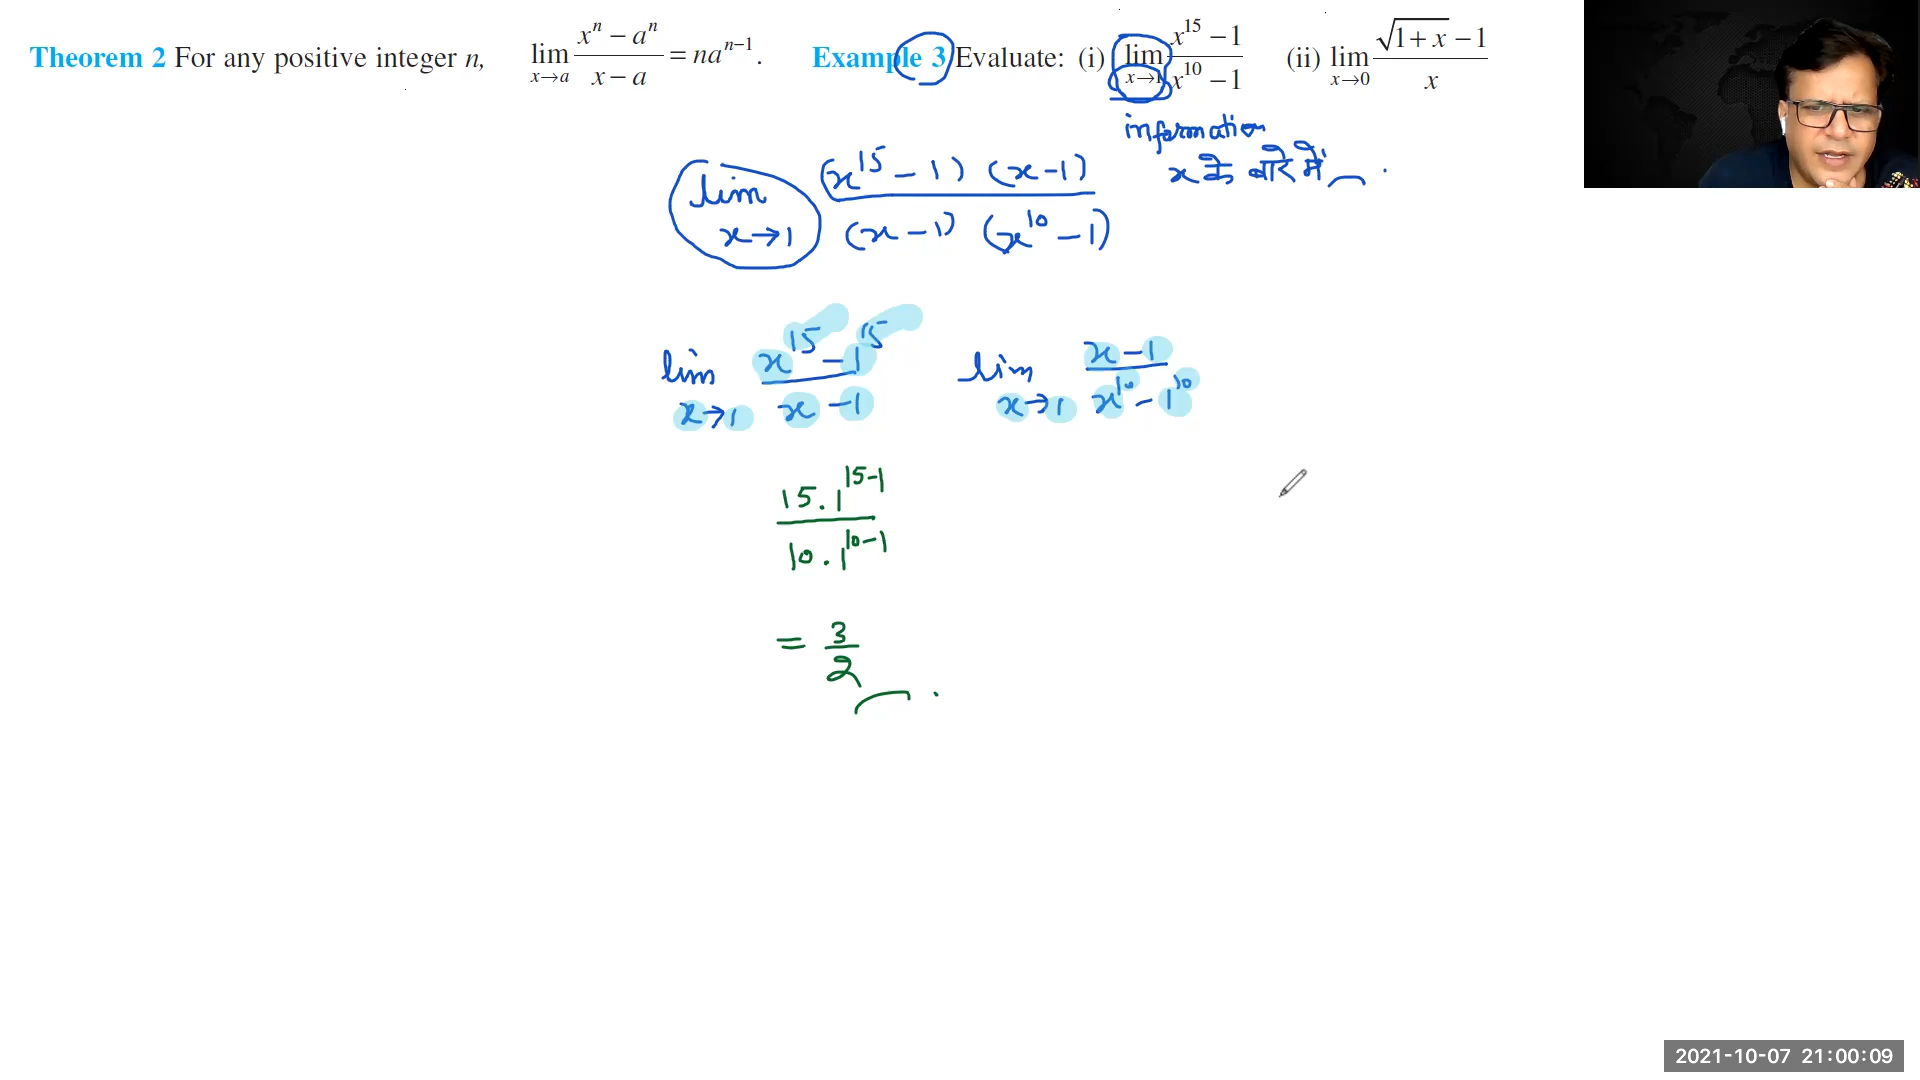 Theorem 2 For any positive integer n, lim x→a (xⁿ − aⁿ)/(x − a) = naⁿ⁻¹. Example 3 Evaluate: (i) lim x→1 (x¹⁵ − 1)/(x¹⁰ − 1) (ii) lim x→0 (√(1 + x) − 1)/x
information
x के बारे में
lim x→1 (x¹⁵ − 1) (x − 1) / (x − 1) (x¹⁰ − 1)
lim x→1 (x¹⁵ − 1¹⁵)/(x − 1) lim x→1 (x − 1)/(x¹⁰ − 1¹⁰)
15 . 1¹⁵⁻¹ / 10 . 1¹⁰⁻¹
= 3/2
2021-10-07 21:00:09